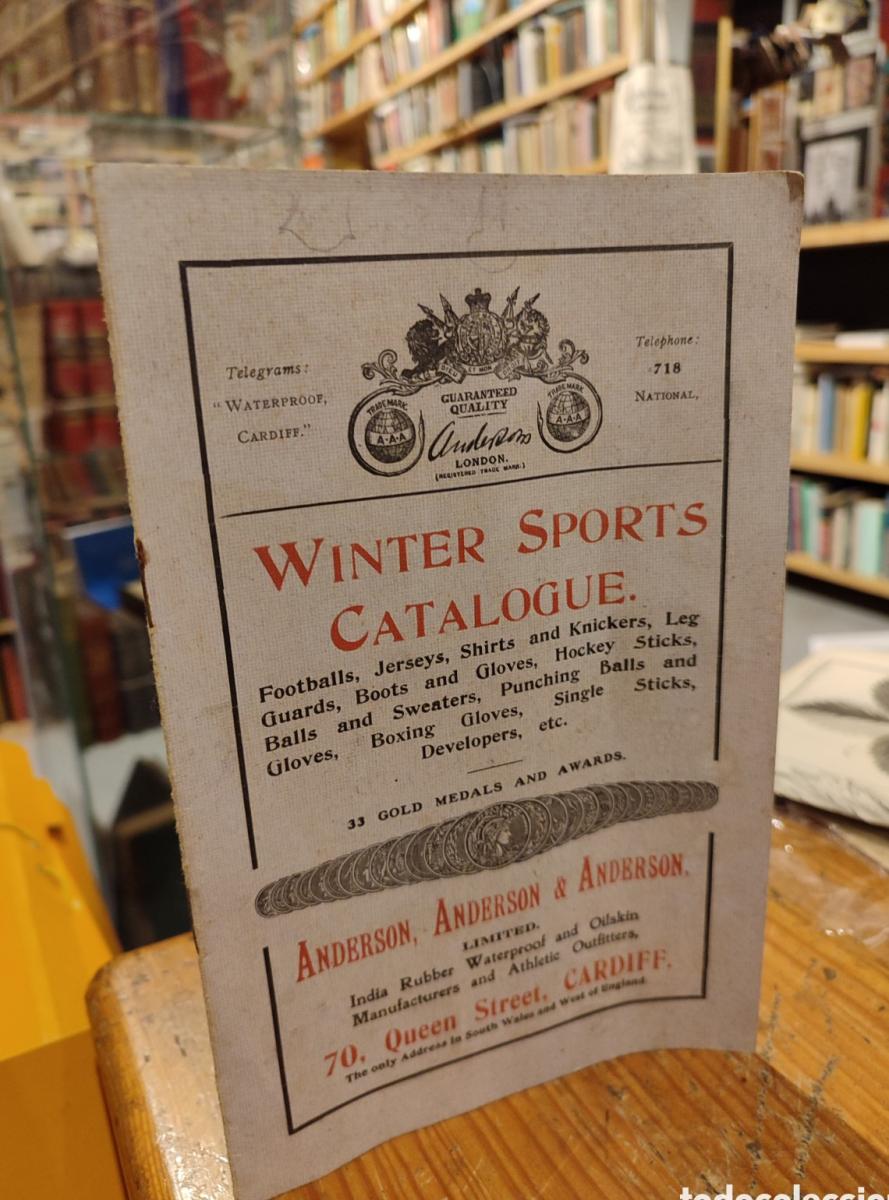 Telegrams:
"Waterproof,
Cardiff."
DIEU ET MON
TRADE MARK
A·A·A
GUARANTEED
QUALITY
Andersons
LONDON.
(REGISTERED TRADE MARK.)
TRADE MARK
A·A·A
Telephone:
718
National,
Winter Sports
Catalogue.
Footballs, Jerseys, Shirts and Knickers, Leg
Guards, Boots and Gloves, Hockey Sticks,
Balls and Sweaters, Punching Balls and
Gloves, Boxing Gloves, Single Sticks,
Developers, etc.
33 GOLD MEDALS AND AWARDS.
Anderson, Anderson & Anderson,
LIMITED.
India Rubber Waterproof and Oilskin
Manufacturers and Athletic Outfitters,
70, Queen Street, CARDIFF.
The only Address in South Wales and West of England.
todocoleccio